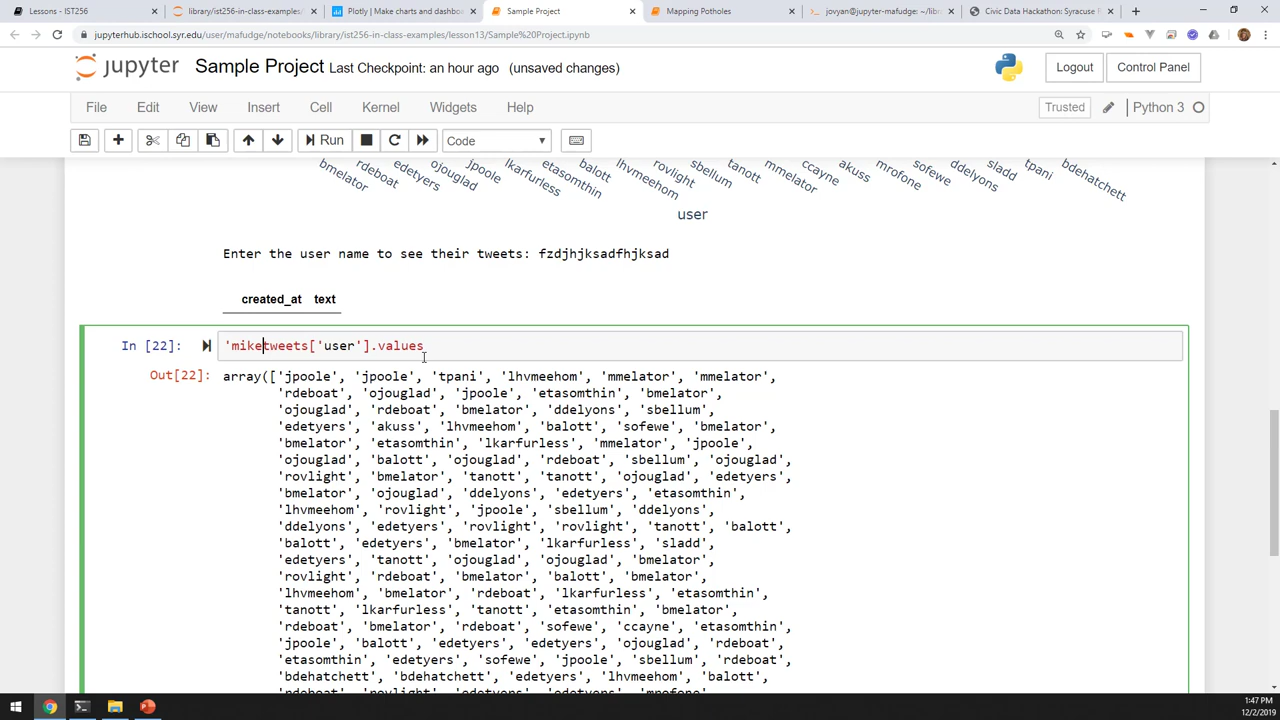 Lessons - IST256
library/ist256-in-class-examples
Plotly | Make charts and dashbo
Sample Project
Mapping Potholes
jovyan@jupyter-mafudge: ~/libr
Civic Data Hackathon: Syracuse R
jupyterhub.ischool.syr.edu/user/mafudge/notebooks/library/ist256-in-class-examples/lesson13/Sample%20Project.ipynb
jupyter Sample Project Last Checkpoint: an hour ago (unsaved changes)
Logout
Control Panel
File Edit View Insert Cell Kernel Widgets Help
Trusted
Python 3
Run
Code
bmelator rdeboat edetyers ojouglad jpoole lkarfurless etasomthin balott lhvmeehom rovlight sbellum tanott mmelator ccayne akuss mrofone sofewe ddelyons sladd tpani bdehatchett
user
Enter the user name to see their tweets: fzdjhjksadfhjksad
created_at text
In [22]: 'miketweets['user'].values
Out[22]: array(['jpoole', 'jpoole', 'tpani', 'lhvmeehom', 'mmelator', 'mmelator',
'rdeboat', 'ojouglad', 'jpoole', 'etasomthin', 'bmelator',
'ojouglad', 'rdeboat', 'bmelator', 'ddelyons', 'sbellum',
'edetyers', 'akuss', 'lhvmeehom', 'balott', 'sofewe', 'bmelator',
'bmelator', 'etasomthin', 'lkarfurless', 'mmelator', 'jpoole',
'ojouglad', 'balott', 'ojouglad', 'rdeboat', 'sbellum', 'ojouglad',
'rovlight', 'bmelator', 'tanott', 'tanott', 'ojouglad', 'edetyers',
'bmelator', 'ojouglad', 'ddelyons', 'edetyers', 'etasomthin',
'lhvmeehom', 'rovlight', 'jpoole', 'sbellum', 'ddelyons',
'ddelyons', 'edetyers', 'rovlight', 'rovlight', 'tanott', 'balott',
'balott', 'edetyers', 'bmelator', 'lkarfurless', 'sladd',
'edetyers', 'tanott', 'ojouglad', 'ojouglad', 'bmelator',
'rovlight', 'rdeboat', 'bmelator', 'balott', 'bmelator',
'lhvmeehom', 'bmelator', 'rdeboat', 'lkarfurless', 'etasomthin',
'tanott', 'lkarfurless', 'tanott', 'etasomthin', 'bmelator',
'rdeboat', 'bmelator', 'rdeboat', 'sofewe', 'ccayne', 'etasomthin',
'jpoole', 'balott', 'edetyers', 'edetyers', 'ojouglad', 'rdeboat',
'etasomthin', 'edetyers', 'sofewe', 'jpoole', 'sbellum', 'rdeboat',
'bdehatchett', 'bdehatchett', 'edetyers', 'lhvmeehom', 'balott',
'rdeboat', 'rovlight', 'edetyers', 'edetyers', 'mrofone',
1:47 PM
12/2/2019